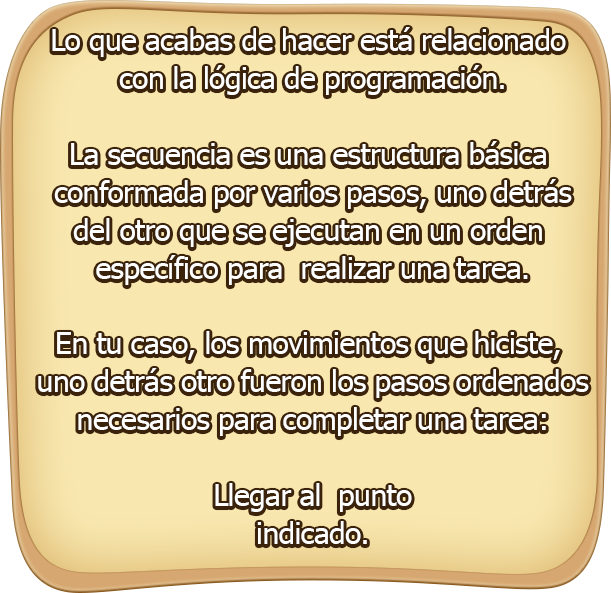 Lo que acabas de hacer está relacionado
con la lógica de programación.
La secuencia es una estructura básica
conformada por varios pasos, uno detrás
del otro que se ejecutan en un orden
específico para realizar una tarea.
En tu caso, los movimientos que hiciste,
uno detrás otro fueron los pasos ordenados
necesarios para completar una tarea:
Llegar al punto
indicado.